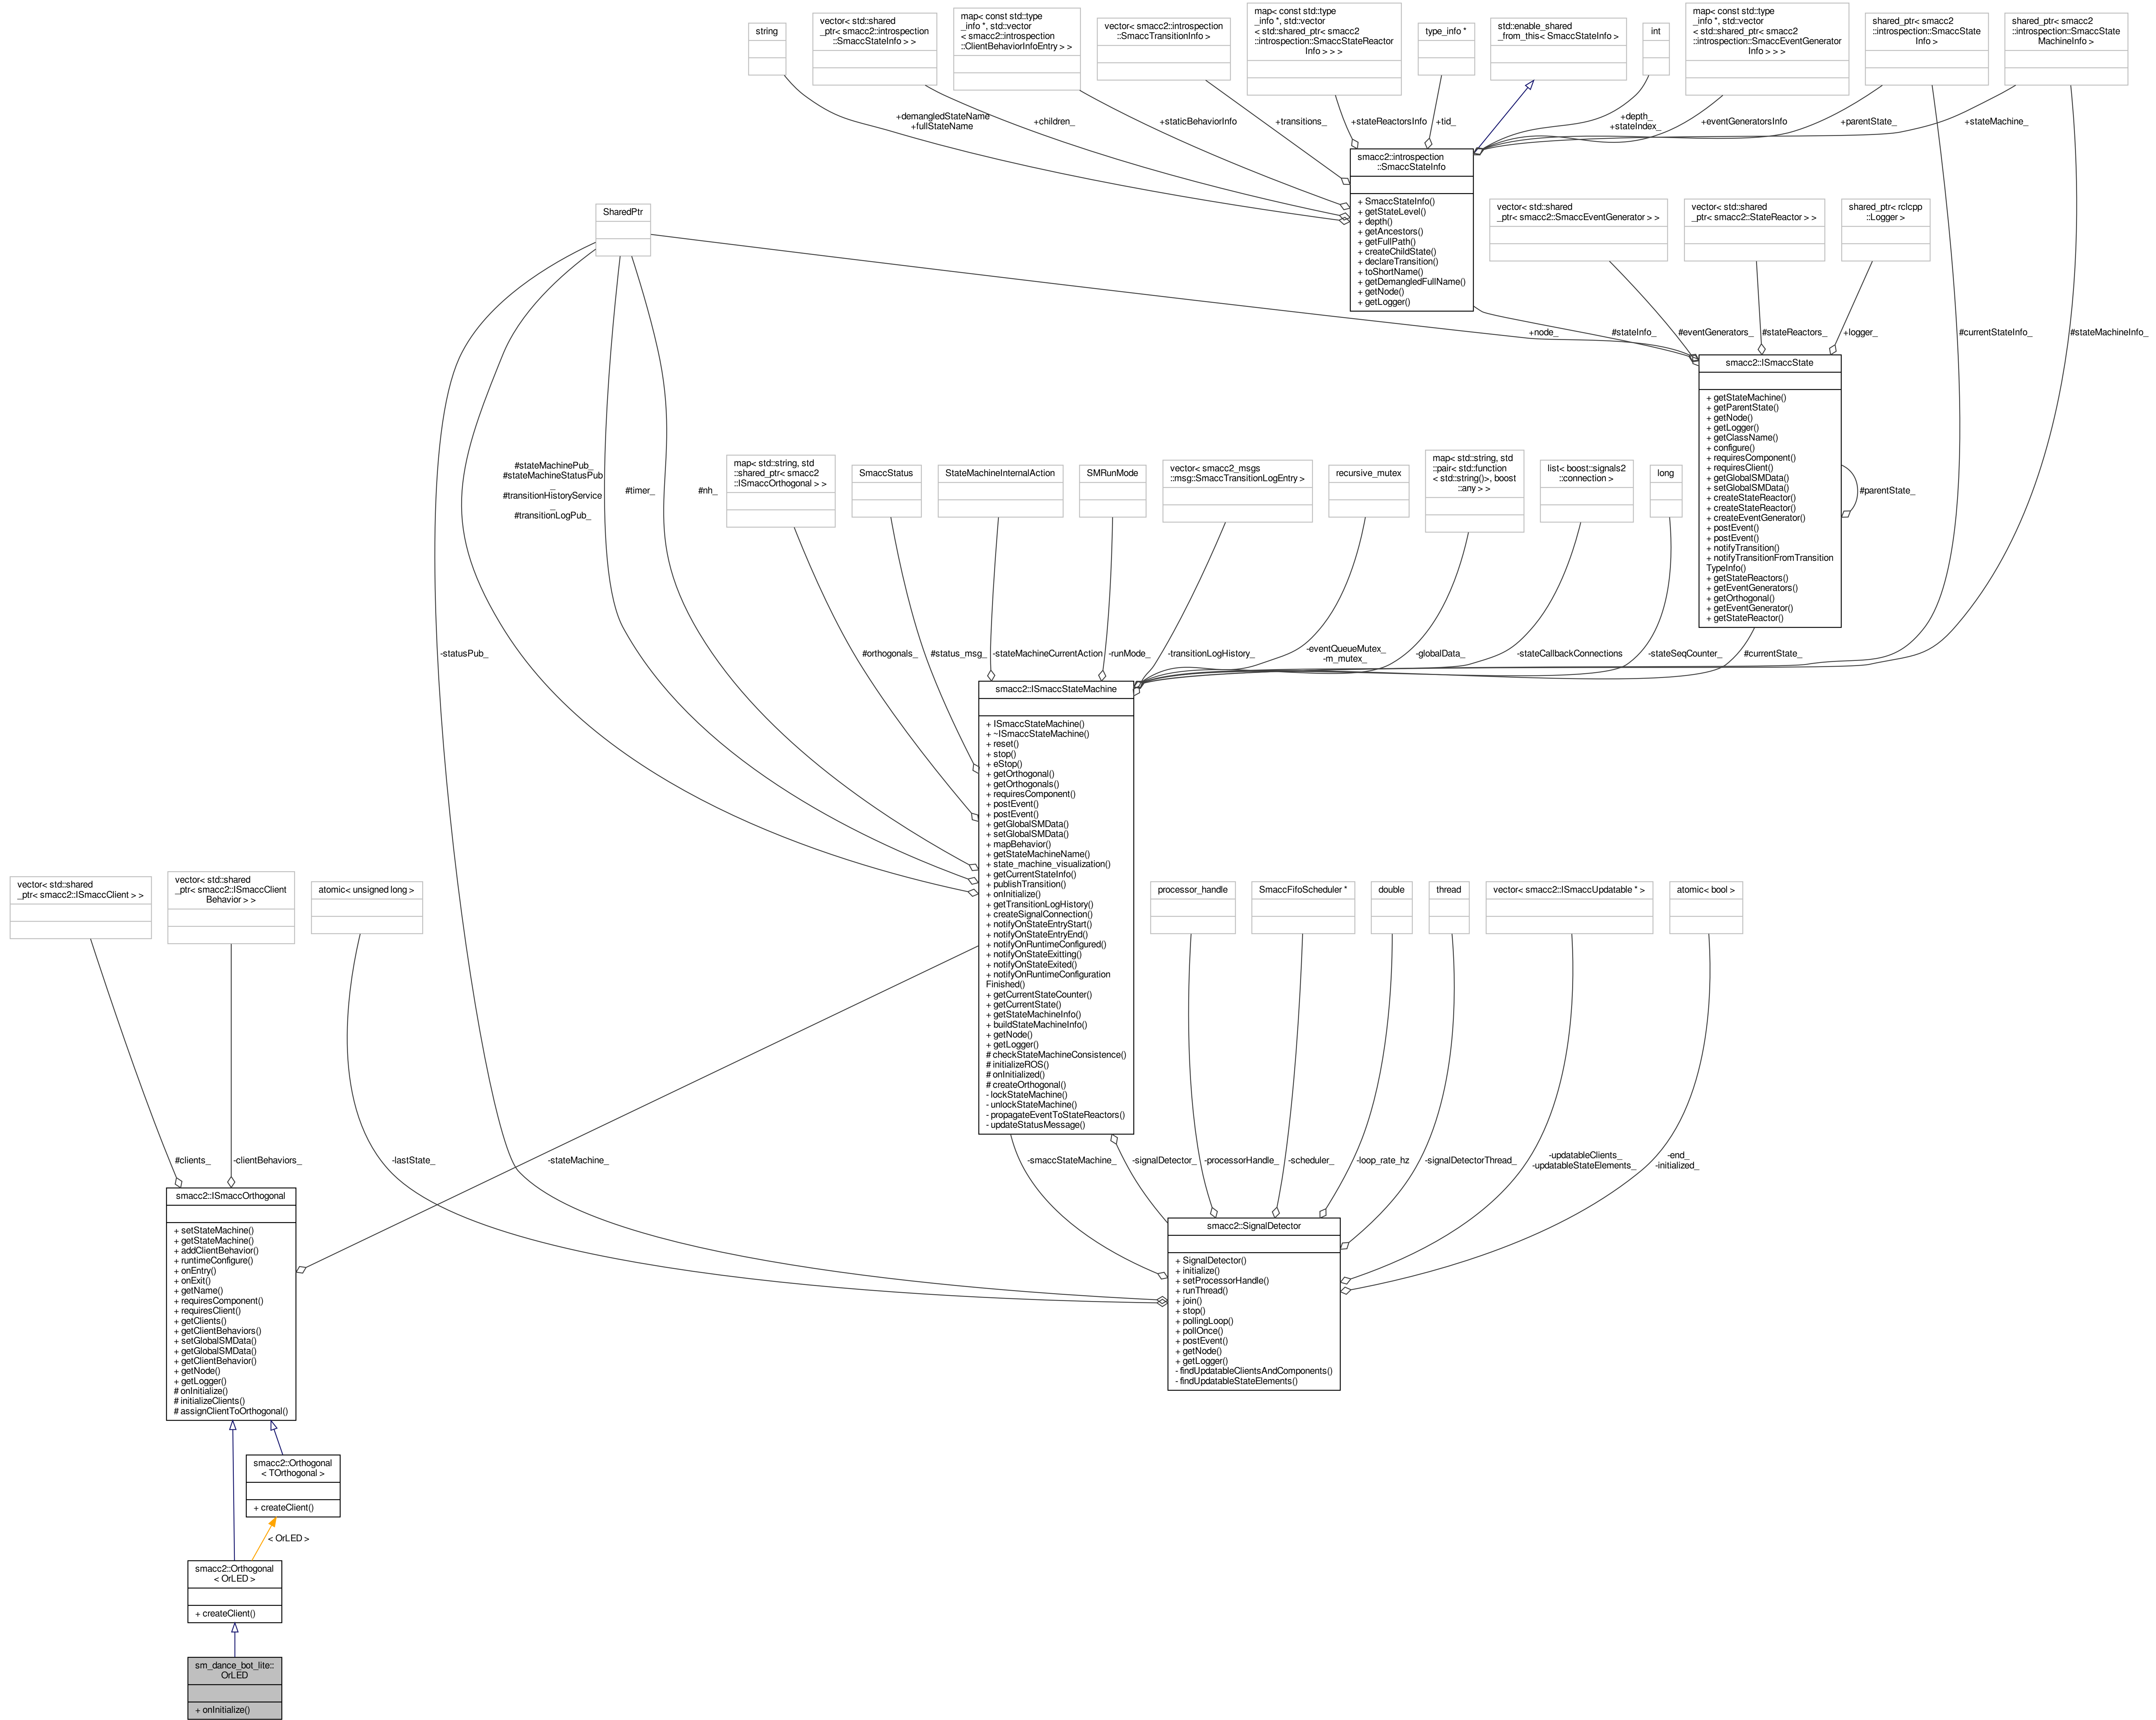 string
vector< std::shared
_ptr< smacc2::introspection
::SmaccStateInfo > >
map< const std::type
_info *, std::vector
< smacc2::introspection
::ClientBehaviorInfoEntry > >
vector< smacc2::introspection
::SmaccTransitionInfo >
map< const std::type
_info *, std::vector
< std::shared_ptr< smacc2
::introspection::SmaccStateReactor
Info > > >
type_info *
std::enable_shared
_from_this< SmaccStateInfo >
int
map< const std::type
_info *, std::vector
< std::shared_ptr< smacc2
::introspection::SmaccEventGenerator
Info > > >
shared_ptr< smacc2
::introspection::SmaccState
Info >
shared_ptr< smacc2
::introspection::SmaccState
MachineInfo >
+demangledStateName
+fullStateName
+children_
+staticBehaviorInfo
+transitions_
+stateReactorsInfo
+tid_
+depth_
+stateIndex_
+eventGeneratorsInfo
+parentState_
+stateMachine_
smacc2::introspection
::SmaccStateInfo
+ SmaccStateInfo()
+ getStateLevel()
+ depth()
+ getAncestors()
+ getFullPath()
+ createChildState()
+ declareTransition()
+ toShortName()
+ getDemangledFullName()
+ getNode()
+ getLogger()
SharedPtr
vector< std::shared
_ptr< smacc2::SmaccEventGenerator > >
vector< std::shared
_ptr< smacc2::StateReactor > >
shared_ptr< rclcpp
::Logger >
+node_
#stateInfo_
#eventGenerators_
#stateReactors_
+logger_
#currentStateInfo_
#stateMachineInfo_
smacc2::ISmaccState
+ getStateMachine()
+ getParentState()
+ getNode()
+ getLogger()
+ getClassName()
+ configure()
+ requiresComponent()
+ requiresClient()
+ getGlobalSMData()
+ setGlobalSMData()
+ createStateReactor()
+ createStateReactor()
+ createEventGenerator()
+ postEvent()
+ postEvent()
+ notifyTransition()
+ notifyTransitionFromTransition
TypeInfo()
+ getStateReactors()
+ getEventGenerators()
+ getOrthogonal()
+ getEventGenerator()
+ getStateReactor()
#parentState_
#stateMachinePub_
#stateMachineStatusPub
_
#transitionHistoryService
_
#transitionLogPub_
#timer_
#nh_
map< std::string, std
::shared_ptr< smacc2
::ISmaccOrthogonal > >
SmaccStatus
StateMachineInternalAction
SMRunMode
vector< smacc2_msgs
::msg::SmaccTransitionLogEntry >
recursive_mutex
map< std::string, std
::pair< std::function
< std::string()>, boost
::any > >
list< boost::signals2
::connection >
long
-statusPub_
#orthogonals_
#status_msg_
-stateMachineCurrentAction
-runMode_
-transitionLogHistory_
-eventQueueMutex_
-m_mutex_
-globalData_
-stateCallbackConnections
-stateSeqCounter_
#currentState_
smacc2::ISmaccStateMachine
+ ISmaccStateMachine()
+ ~ISmaccStateMachine()
+ reset()
+ stop()
+ eStop()
+ getOrthogonal()
+ getOrthogonals()
+ requiresComponent()
+ postEvent()
+ postEvent()
+ getGlobalSMData()
+ setGlobalSMData()
+ mapBehavior()
+ getStateMachineName()
+ state_machine_visualization()
+ getCurrentStateInfo()
+ publishTransition()
+ onInitialize()
+ getTransitionLogHistory()
+ createSignalConnection()
+ notifyOnStateEntryStart()
+ notifyOnStateEntryEnd()
+ notifyOnRuntimeConfigured()
+ notifyOnStateExitting()
+ notifyOnStateExited()
+ notifyOnRuntimeConfiguration
Finished()
+ getCurrentStateCounter()
+ getCurrentState()
+ getStateMachineInfo()
+ buildStateMachineInfo()
+ getNode()
+ getLogger()
# checkStateMachineConsistence()
# initializeROS()
# onInitialized()
# createOrthogonal()
- lockStateMachine()
- unlockStateMachine()
- propagateEventToStateReactors()
- updateStatusMessage()
vector< std::shared
_ptr< smacc2::ISmaccClient > >
vector< std::shared
_ptr< smacc2::ISmaccClient
Behavior > >
atomic< unsigned long >
processor_handle
SmaccFifoScheduler *
double
thread
vector< smacc2::ISmaccUpdatable * >
atomic< bool >
#clients_
-clientBehaviors_
-lastState_
-stateMachine_
-smaccStateMachine_
-signalDetector_
-processorHandle_
-scheduler_
-loop_rate_hz
-signalDetectorThread_
-updatableClients_
-updatableStateElements_
-end_
-initialized_
smacc2::ISmaccOrthogonal
+ setStateMachine()
+ getStateMachine()
+ addClientBehavior()
+ runtimeConfigure()
+ onEntry()
+ onExit()
+ getName()
+ requiresComponent()
+ requiresClient()
+ getClients()
+ getClientBehaviors()
+ setGlobalSMData()
+ getGlobalSMData()
+ getClientBehavior()
+ getNode()
+ getLogger()
# onInitialize()
# initializeClients()
# assignClientToOrthogonal()
smacc2::SignalDetector
+ SignalDetector()
+ initialize()
+ setProcessorHandle()
+ runThread()
+ join()
+ stop()
+ pollingLoop()
+ pollOnce()
+ postEvent()
+ getNode()
+ getLogger()
- findUpdatableClientsAndComponents()
- findUpdatableStateElements()
smacc2::Orthogonal
< TOrthogonal >
+ createClient()
< OrLED >
smacc2::Orthogonal
< OrLED >
+ createClient()
sm_dance_bot_lite::
OrLED
+ onInitialize()